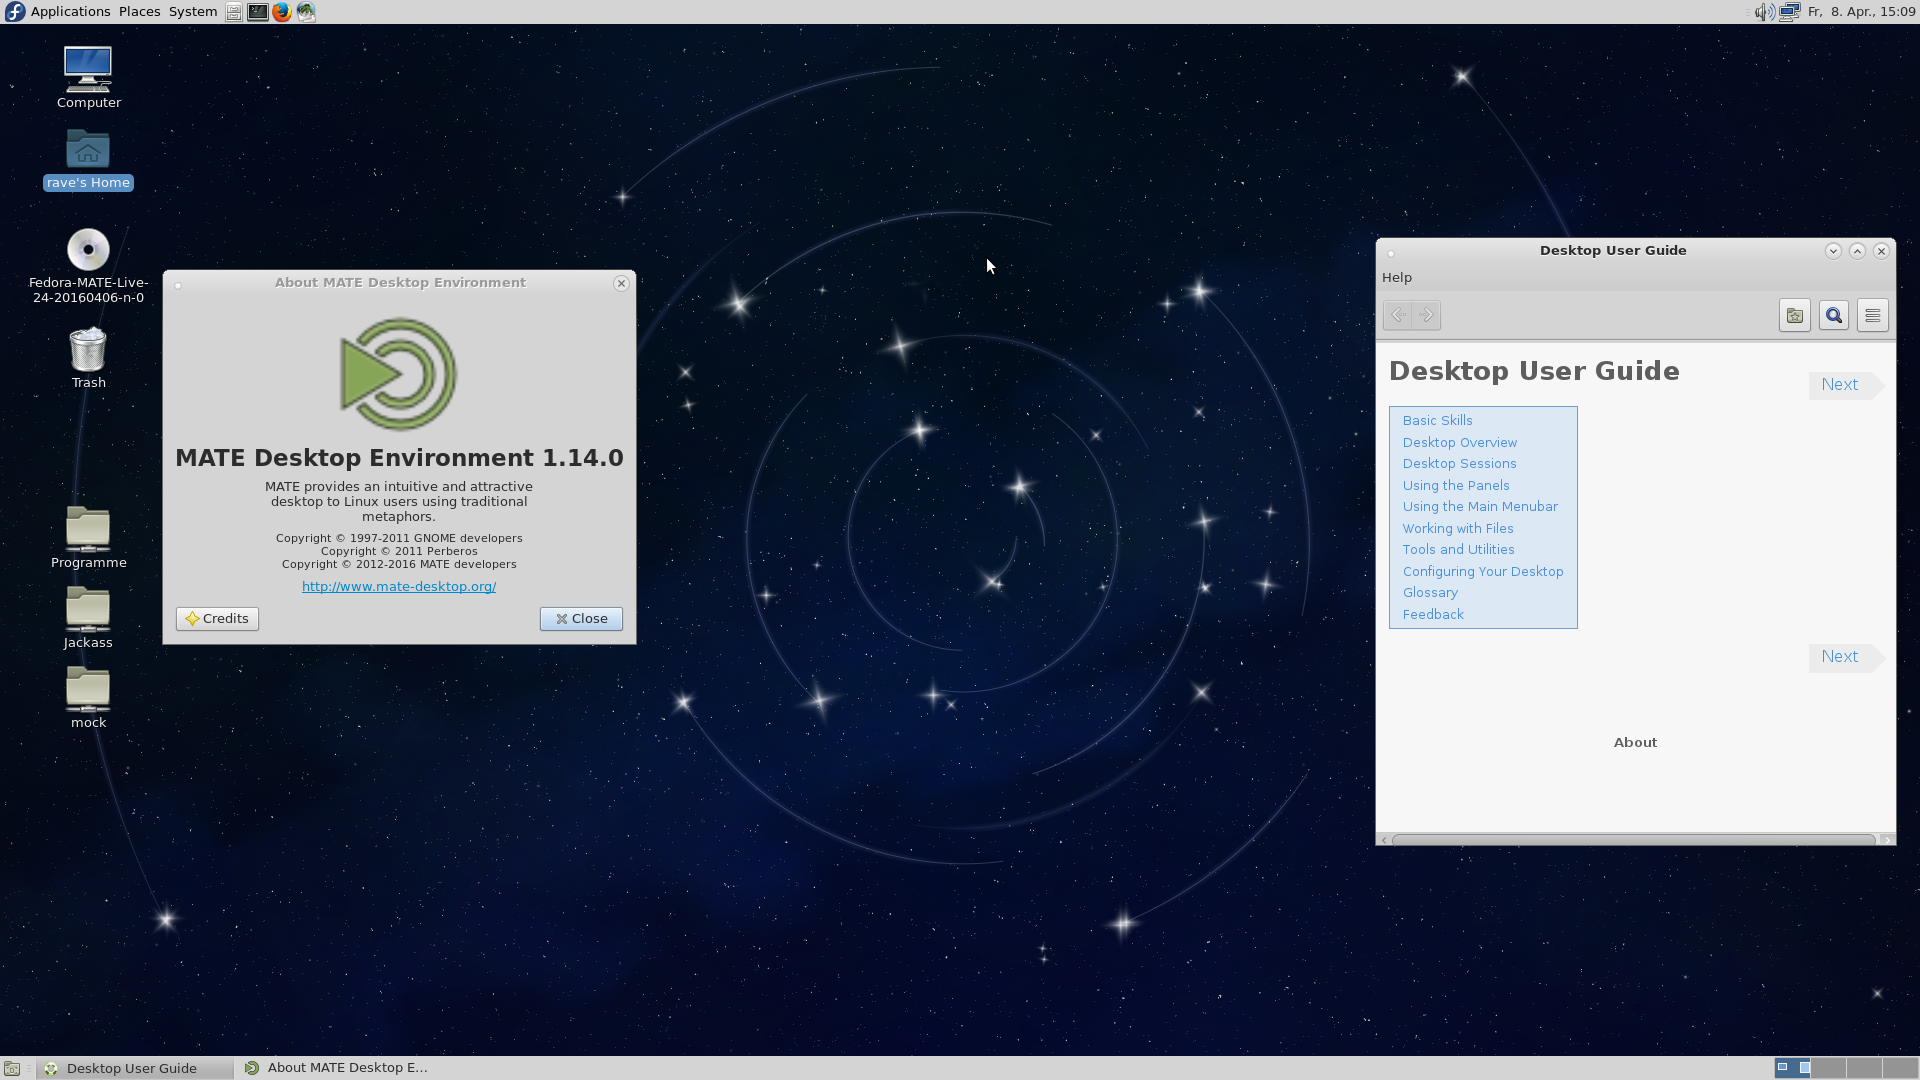 Applications Places System
Fr, 8. Apr., 15:09
Computer
rave's Home
Fedora-MATE-Live-
24-20160406-n-0
Trash
Programme
Jackass
mock
About MATE Desktop Environment
MATE Desktop Environment 1.14.0
MATE provides an intuitive and attractive
desktop to Linux users using traditional
metaphors.
Copyright © 1997-2011 GNOME developers
Copyright © 2011 Perberos
Copyright © 2012-2016 MATE developers
http://www.mate-desktop.org/
Credits
Close
Desktop User Guide
Help
Desktop User Guide
Next
Basic Skills
Desktop Overview
Desktop Sessions
Using the Panels
Using the Main Menubar
Working with Files
Tools and Utilities
Configuring Your Desktop
Glossary
Feedback
Next
About
Desktop User Guide
About MATE Desktop E...